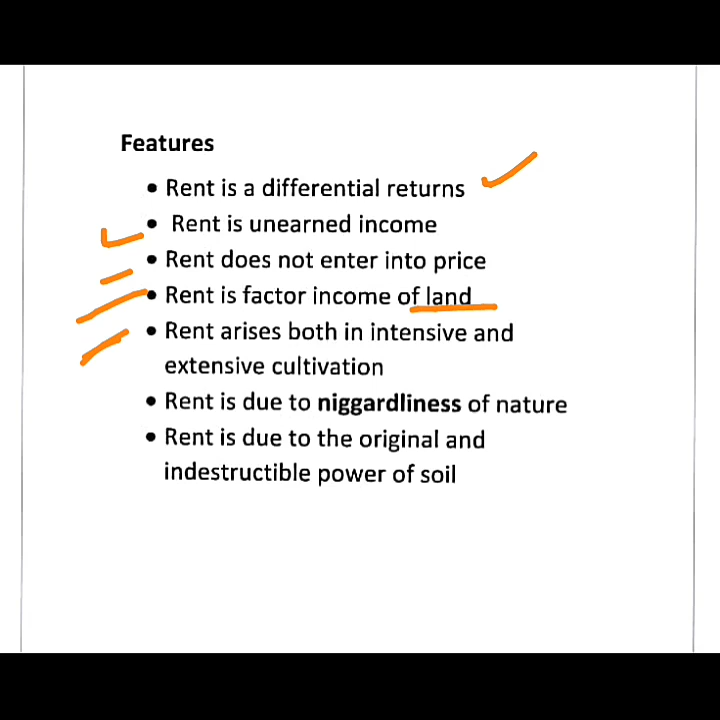 Features
• Rent is a differential returns
• Rent is unearned income
• Rent does not enter into price
• Rent is factor income of land
• Rent arises both in intensive and
extensive cultivation
• Rent is due to niggardliness of nature
• Rent is due to the original and
indestructible power of soil